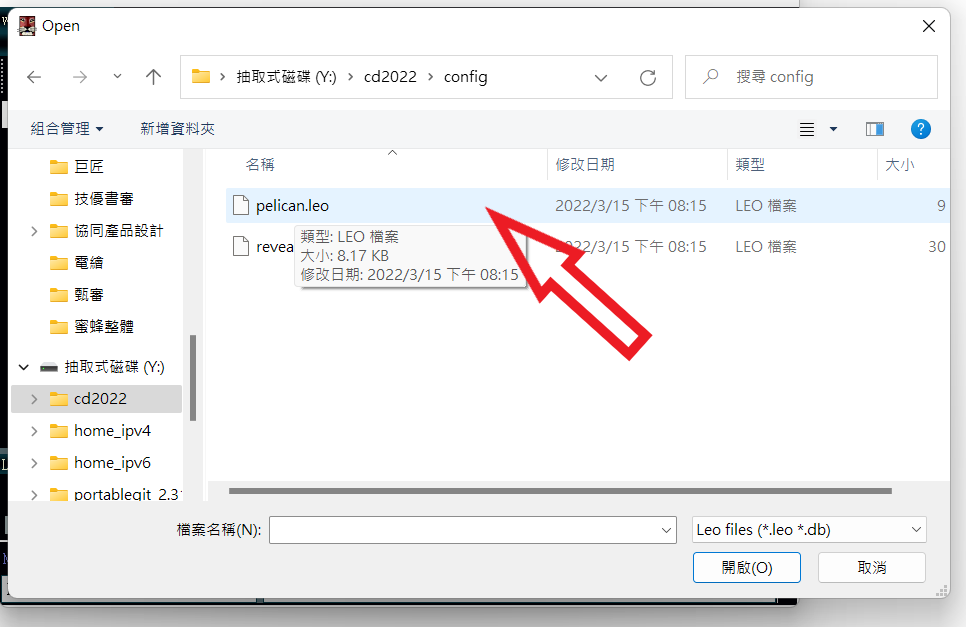 Open
抽取式磁碟 (Y:) > cd2022 > config
搜尋 config
組合管理
新增資料夾
名稱 修改日期 類型 大小
巨匠
技優書審
協同產品設計
電繪
甄審
蜜蜂整體
抽取式磁碟 (Y:)
cd2022
home_ipv4
home_ipv6
portablegit_2.3
pelican.leo 2022/3/15 下午 08:15 LEO 檔案 9
revea 2022/3/15 下午 08:15 LEO 檔案 30
類型: LEO 檔案
大小: 8.17 KB
修改日期: 2022/3/15 下午 08:15
檔案名稱(N):
Leo files (*.leo *.db)
開啟(O)
取消